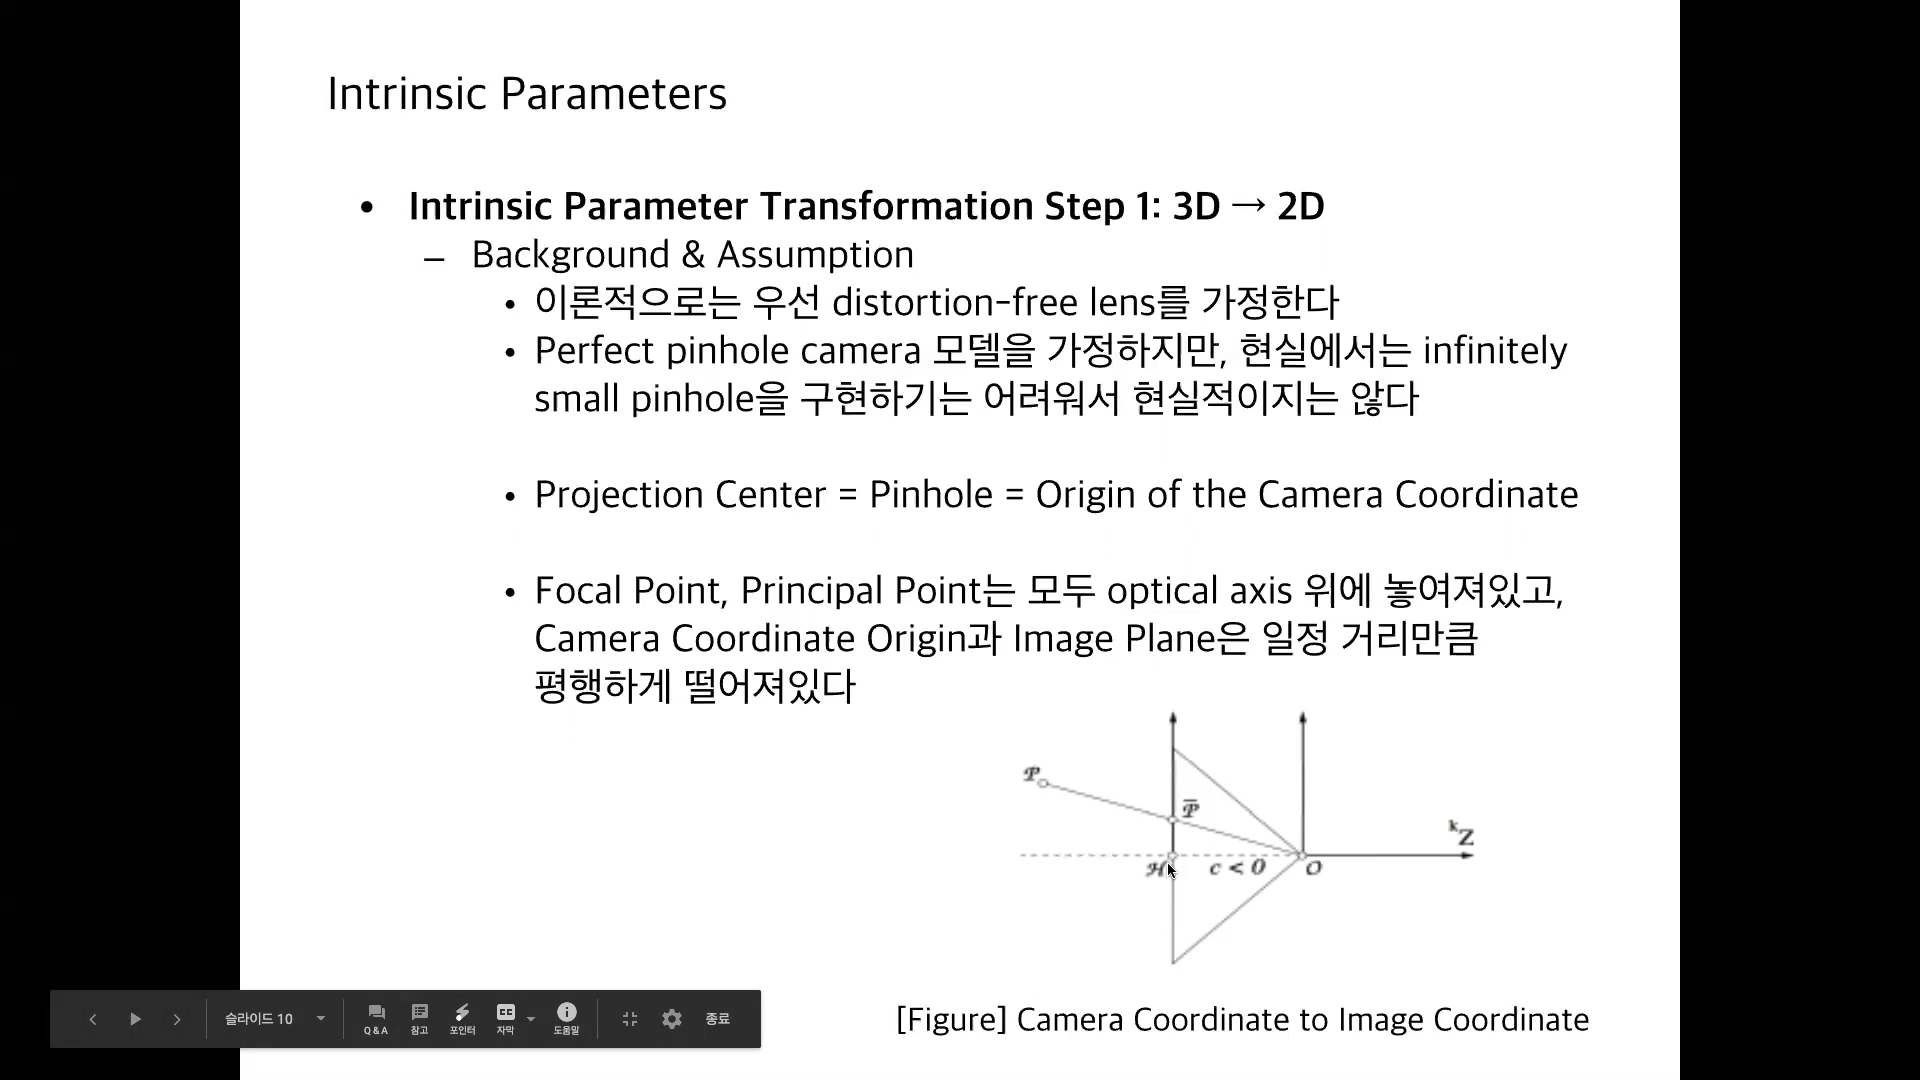 Intrinsic Parameters
• Intrinsic Parameter Transformation Step 1: 3D → 2D
– Background & Assumption
• 이론적으로는 우선 distortion-free lens를 가정한다
• Perfect pinhole camera 모델을 가정하지만, 현실에서는 infinitely
small pinhole을 구현하기는 어려워서 현실적이지는 않다
• Projection Center = Pinhole = Origin of the Camera Coordinate
• Focal Point, Principal Point는 모두 optical axis 위에 놓여져있고,
Camera Coordinate Origin과 Image Plane은 일정 거리만큼
평행하게 떨어져있다
𝒫
𝒫̅
kZ
ℋ
c < 0
O
[Figure] Camera Coordinate to Image Coordinate
슬라이드 10
Q&A
참고
포인터
CC
자막
도움말
종료